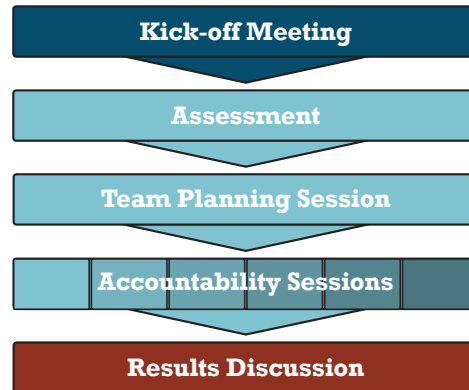 Kick-off Meeting
Assessment
Team Planning Session
Accountability Sessions
Results Discussion